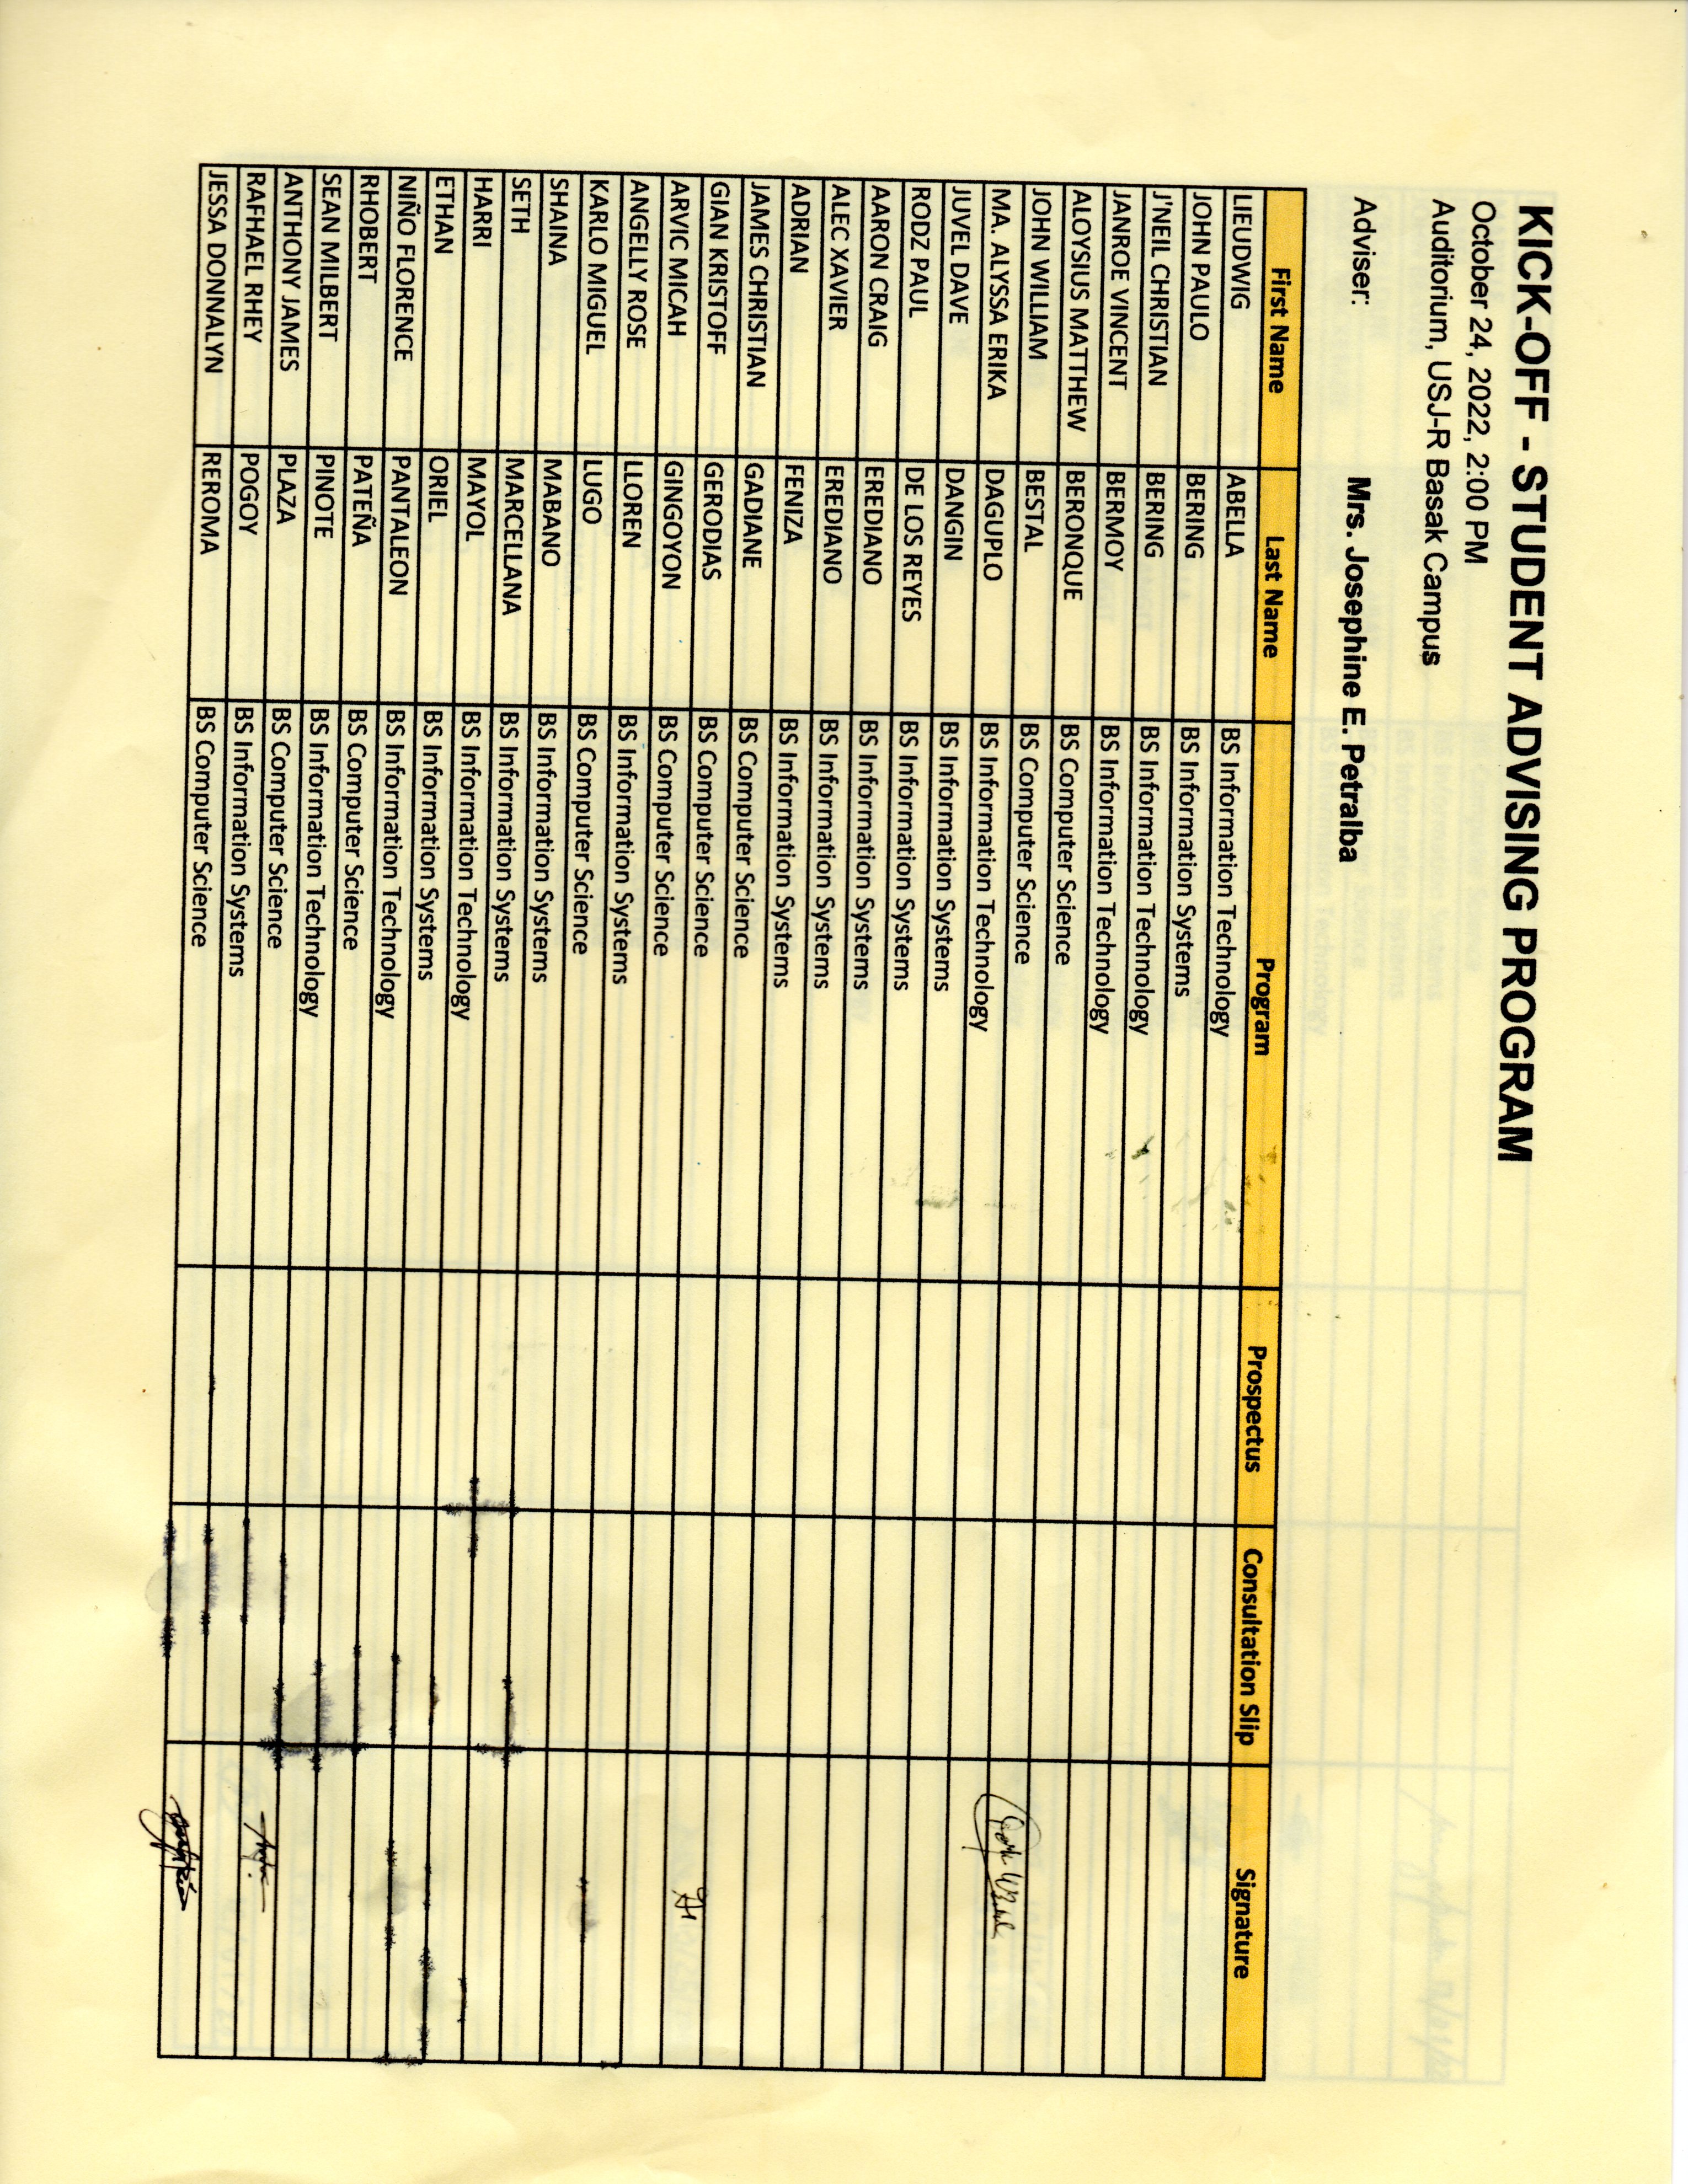 KICK-OFF - STUDENT ADVISING PROGRAM
October 24, 2022, 2:00 PM
Auditorium, USJ-R Basak Campus
Adviser: Mrs. Josephine E. Petralba
First Name Last Name Program Prospectus Consultation Slip Signature
LIEUDWIG ABELLA BS Information Technology
JOHN PAULO BERING BS Information Systems
J'NEIL CHRISTIAN BERING BS Information Technology
JANROE VINCENT BERMOY BS Information Technology
ALOYSIUS MATTHEW BERONQUE BS Computer Science
JOHN WILLIAM BESTAL BS Computer Science
MA. ALYSSA ERIKA DAGUPLO BS Information Technology
JUVEL DAVE DANGIN BS Information Systems
RODZ PAUL DE LOS REYES BS Information Systems
AARON CRAIG EREDIANO BS Information Systems
ALEC XAVIER EREDIANO BS Information Systems
ADRIAN FENIZA BS Information Systems
JAMES CHRISTIAN GADIANE BS Computer Science
GIAN KRISTOFF GERODIAS BS Computer Science
ARVIC MICAH GINGOYON BS Computer Science
ANGELLY ROSE LLOREN BS Information Systems
KARLO MIGUEL LUGO BS Computer Science
SHAINA MABANO BS Information Systems
SETH MARCELLANA BS Information Systems
HARRI MAYOL BS Information Technology
ETHAN ORIEL BS Information Systems
NIÑO FLORENCE PANTALEON BS Information Technology
RHOBERT PATEÑA BS Computer Science
SEAN MILBERT PINOTE BS Information Technology
ANTHONY JAMES PLAZA BS Computer Science
RAFHAEL RHEY POGOY BS Information Systems
JESSA DONNALYN REROMA BS Computer Science